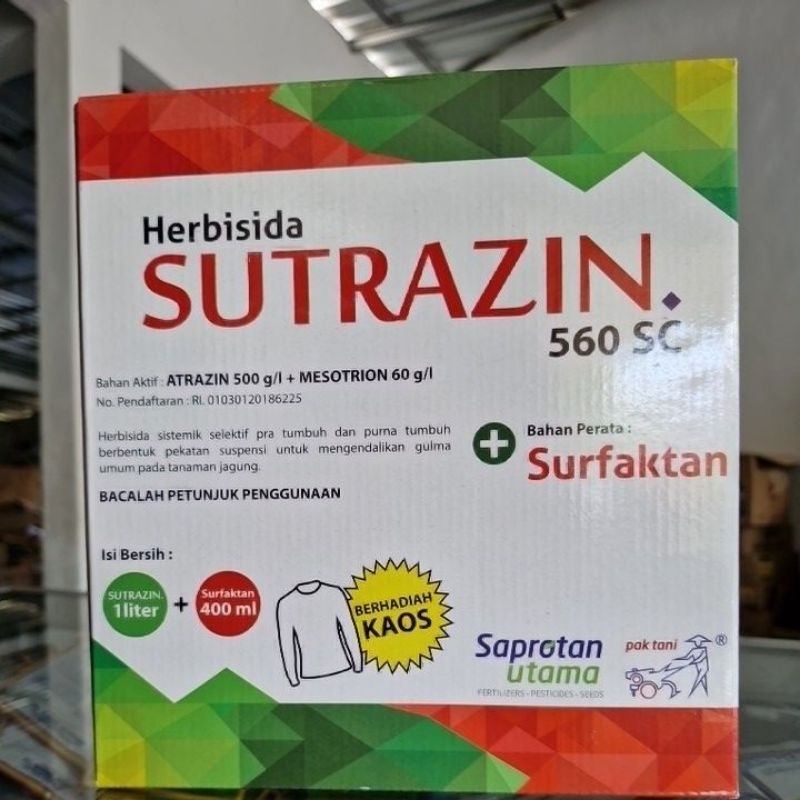 Herbisida
SUTRAZIN.
560 SC
Bahan Aktif : ATRAZIN 500 g/l + MESOTRION 60 g/l
No. Pendaftaran : RI. 01030120186225
Herbisida sistemik selektif pra tumbuh dan purna tumbuh
berbentuk pekatan suspensi untuk mengendalikan gulma
umum pada tanaman jagung.
BACALAH PETUNJUK PENGGUNAAN
+ Bahan Perata :
Surfaktan
Isi Bersih :
SUTRAZIN.
1 liter
+
Surfaktan
400 ml
BERHADIAH
KAOS
Saprotan
utama
FERTILIZERS - PESTICIDES - SEEDS
pak tani ®